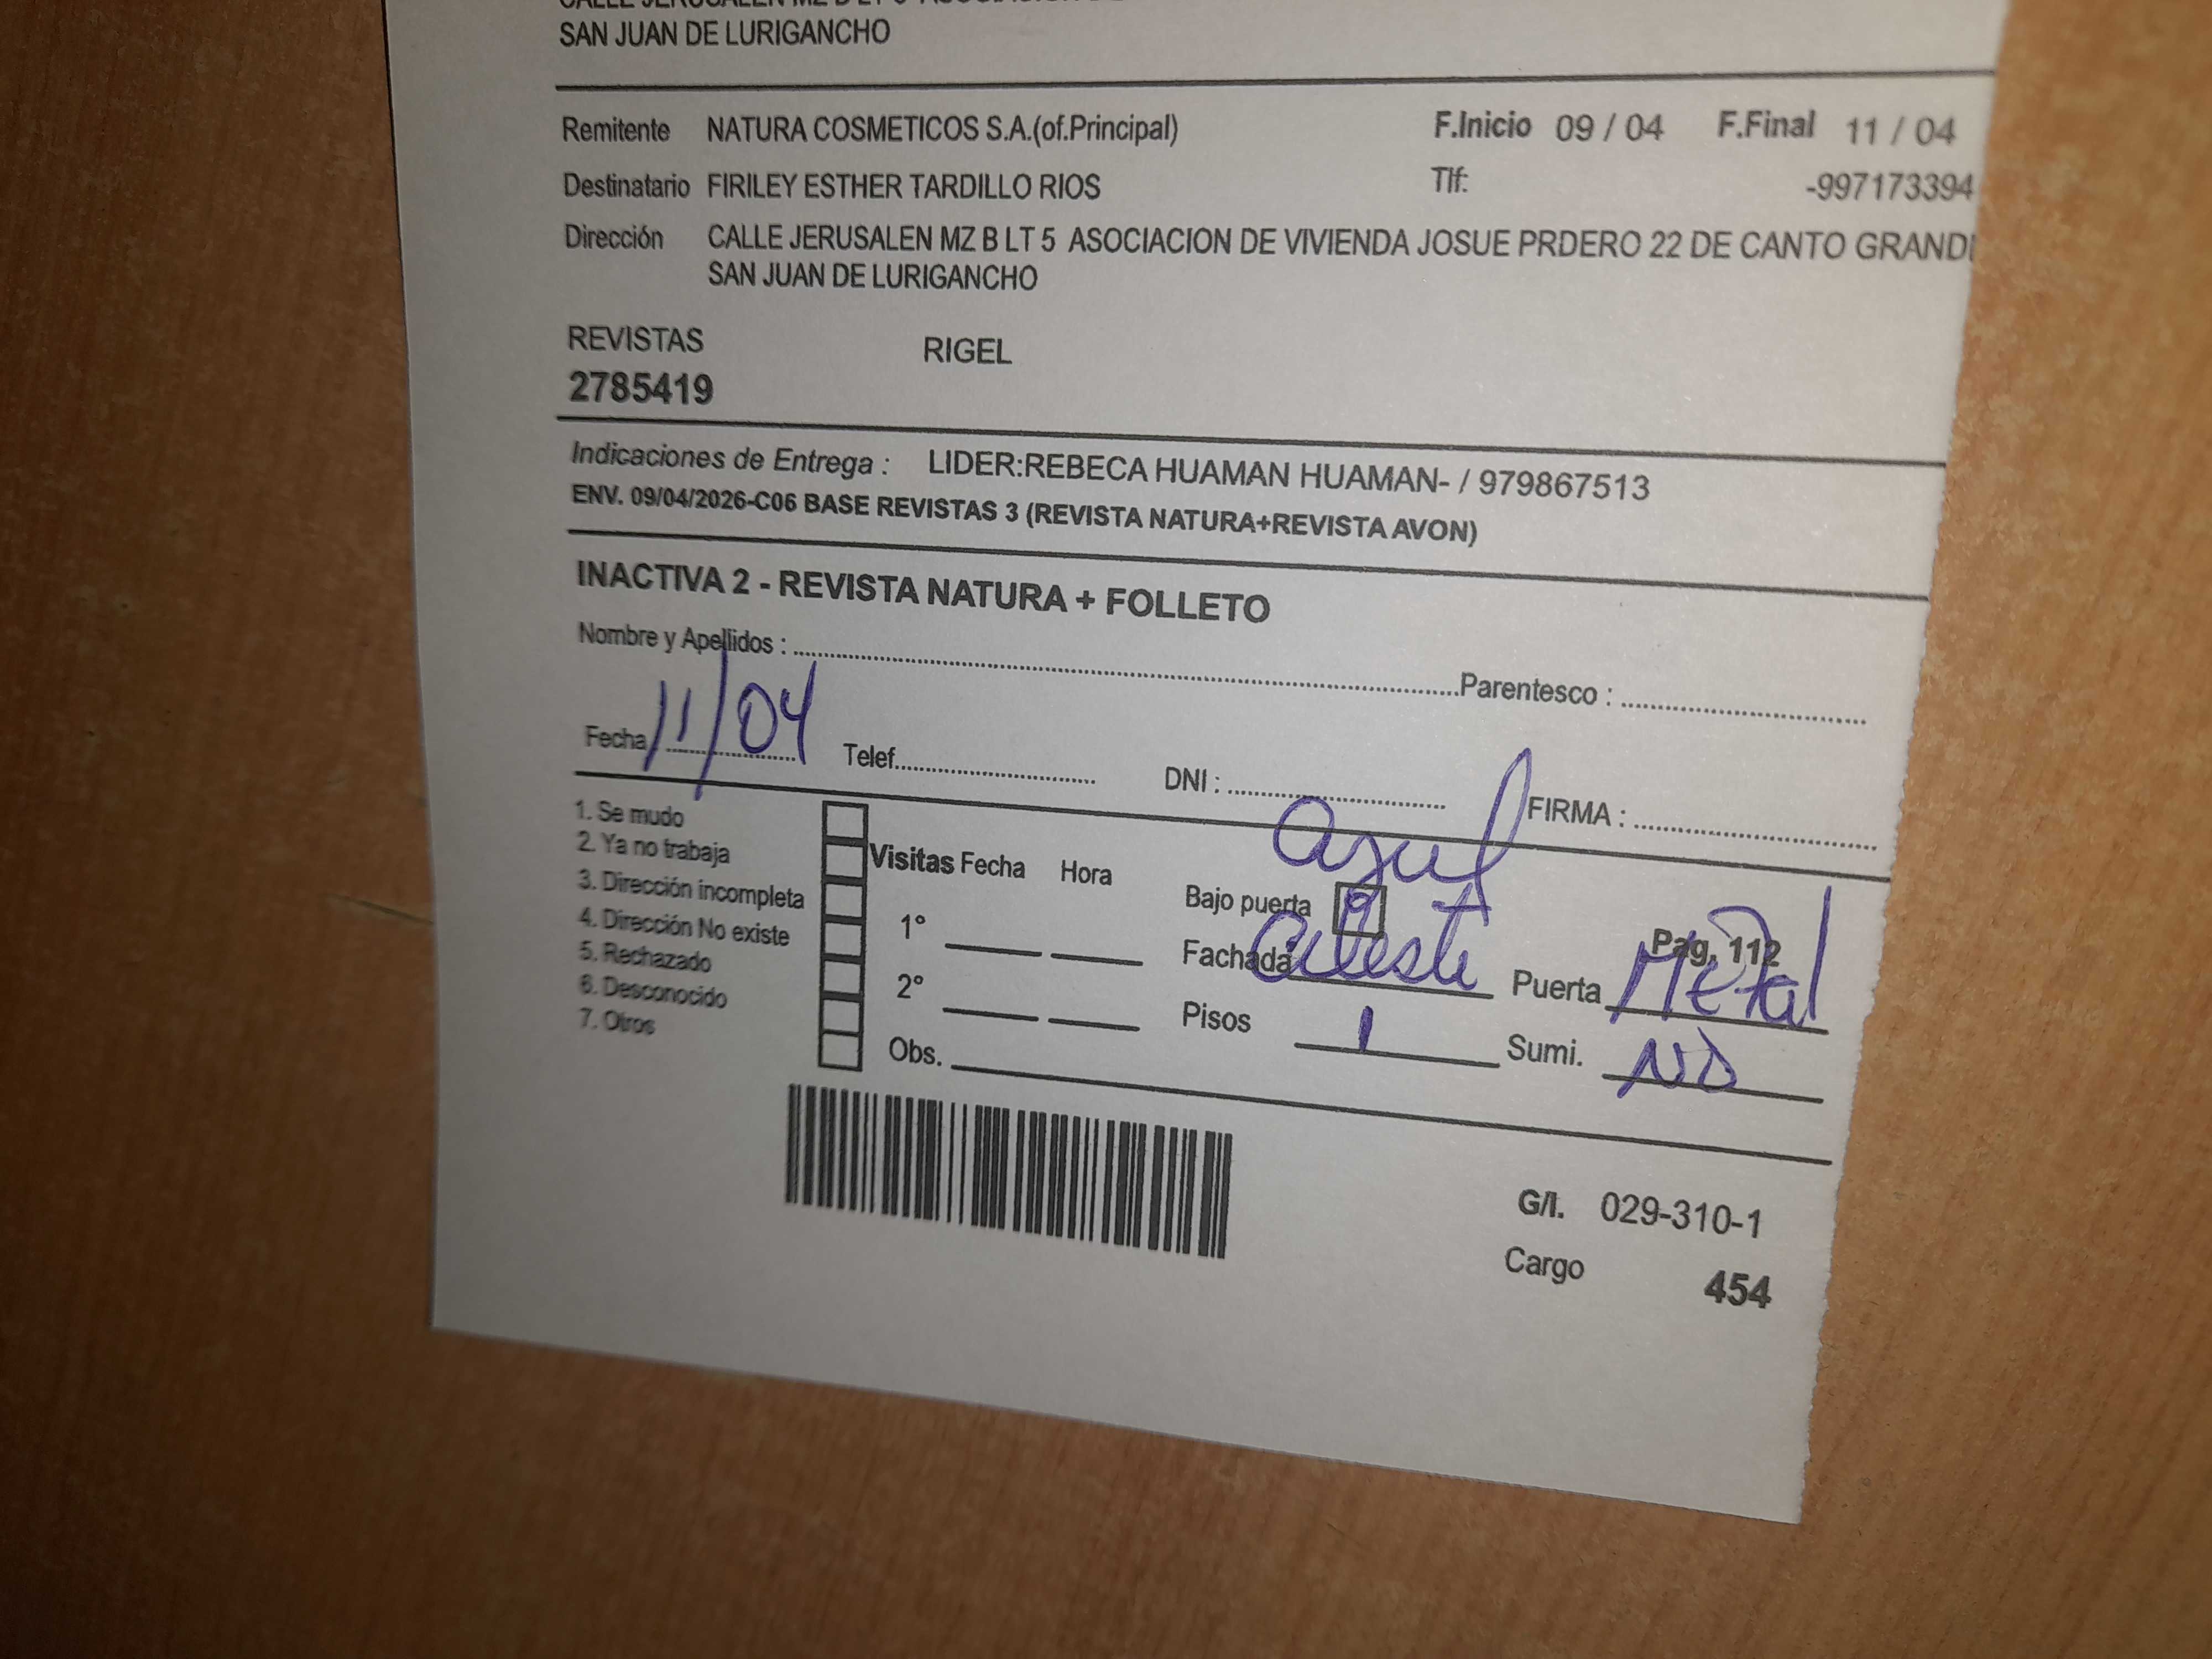 SAN JUAN DE LURIGANCHO
Remitente NATURA COSMETICOS S.A.(of.Principal) F.Inicio 09 / 04 F.Final 11 / 04
Destinatario FIRILEY ESTHER TARDILLO RIOS Tlf: -997173394
Dirección CALLE JERUSALEN MZ B LT 5 ASOCIACION DE VIVIENDA JOSUE PRDERO 22 DE CANTO GRAND
SAN JUAN DE LURIGANCHO
REVISTAS RIGEL
2785419
Indicaciones de Entrega : LIDER:REBECA HUAMAN HUAMAN- / 979867513
ENV. 09/04/2026-C06 BASE REVISTAS 3 (REVISTA NATURA+REVISTA AVON)
INACTIVA 2 - REVISTA NATURA + FOLLETO
Nombre y Apellidos : Parentesco :
Fecha 11/04 Telef. DNI : FIRMA :
1. Se mudo
2. Ya no trabaja
3. Dirección incompleta
4. Dirección No existe
5. Rechazado
6. Desconocido
7. Otros
Visitas Fecha Hora
1°
2°
Obs.
azul
Bajo puerta
Pag. 112
Fachada Celeste Puerta Metal
Pisos 1 Sumi. NO
G/I. 029-310-1
Cargo 454